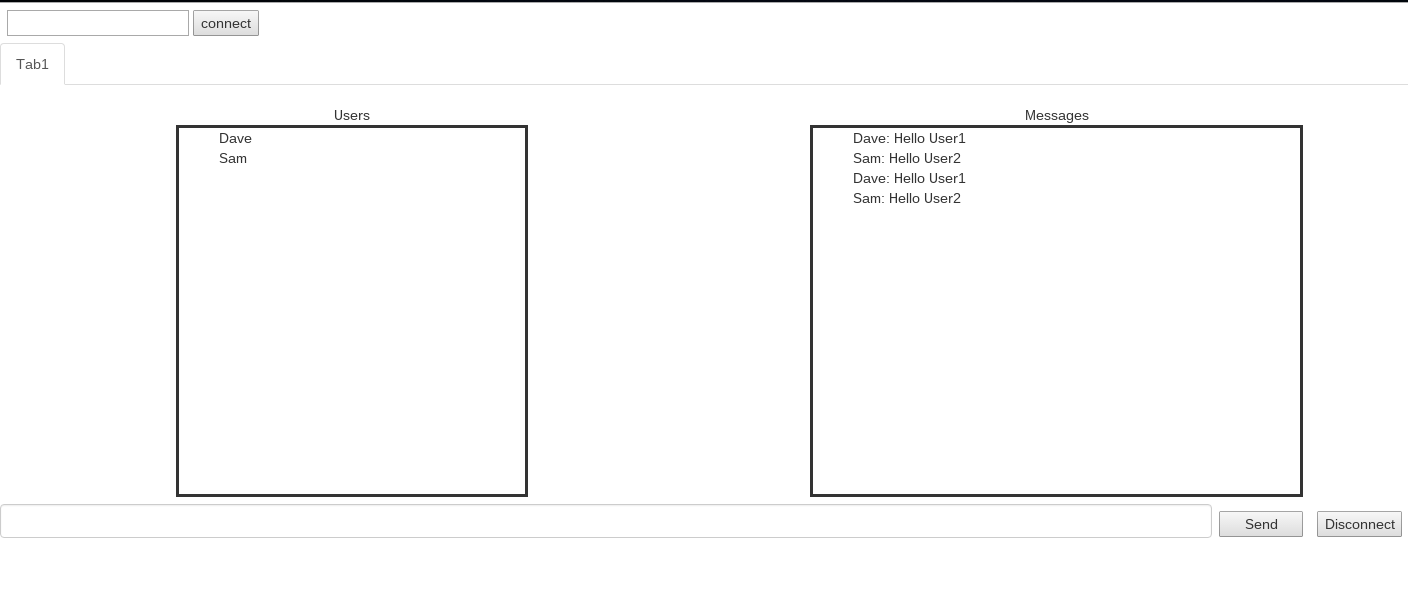 connect
Tab1
Users
Dave
Sam
Messages
Dave: Hello User1
Sam: Hello User2
Dave: Hello User1
Sam: Hello User2
Send
Disconnect